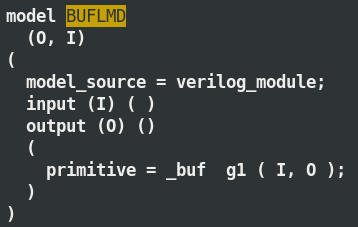 model BUFLMD
(O, I)
(
model_source = verilog_module;
input (I) ( )
output (O) ()
(
primitive = _buf  g1 ( I, O );
)
)